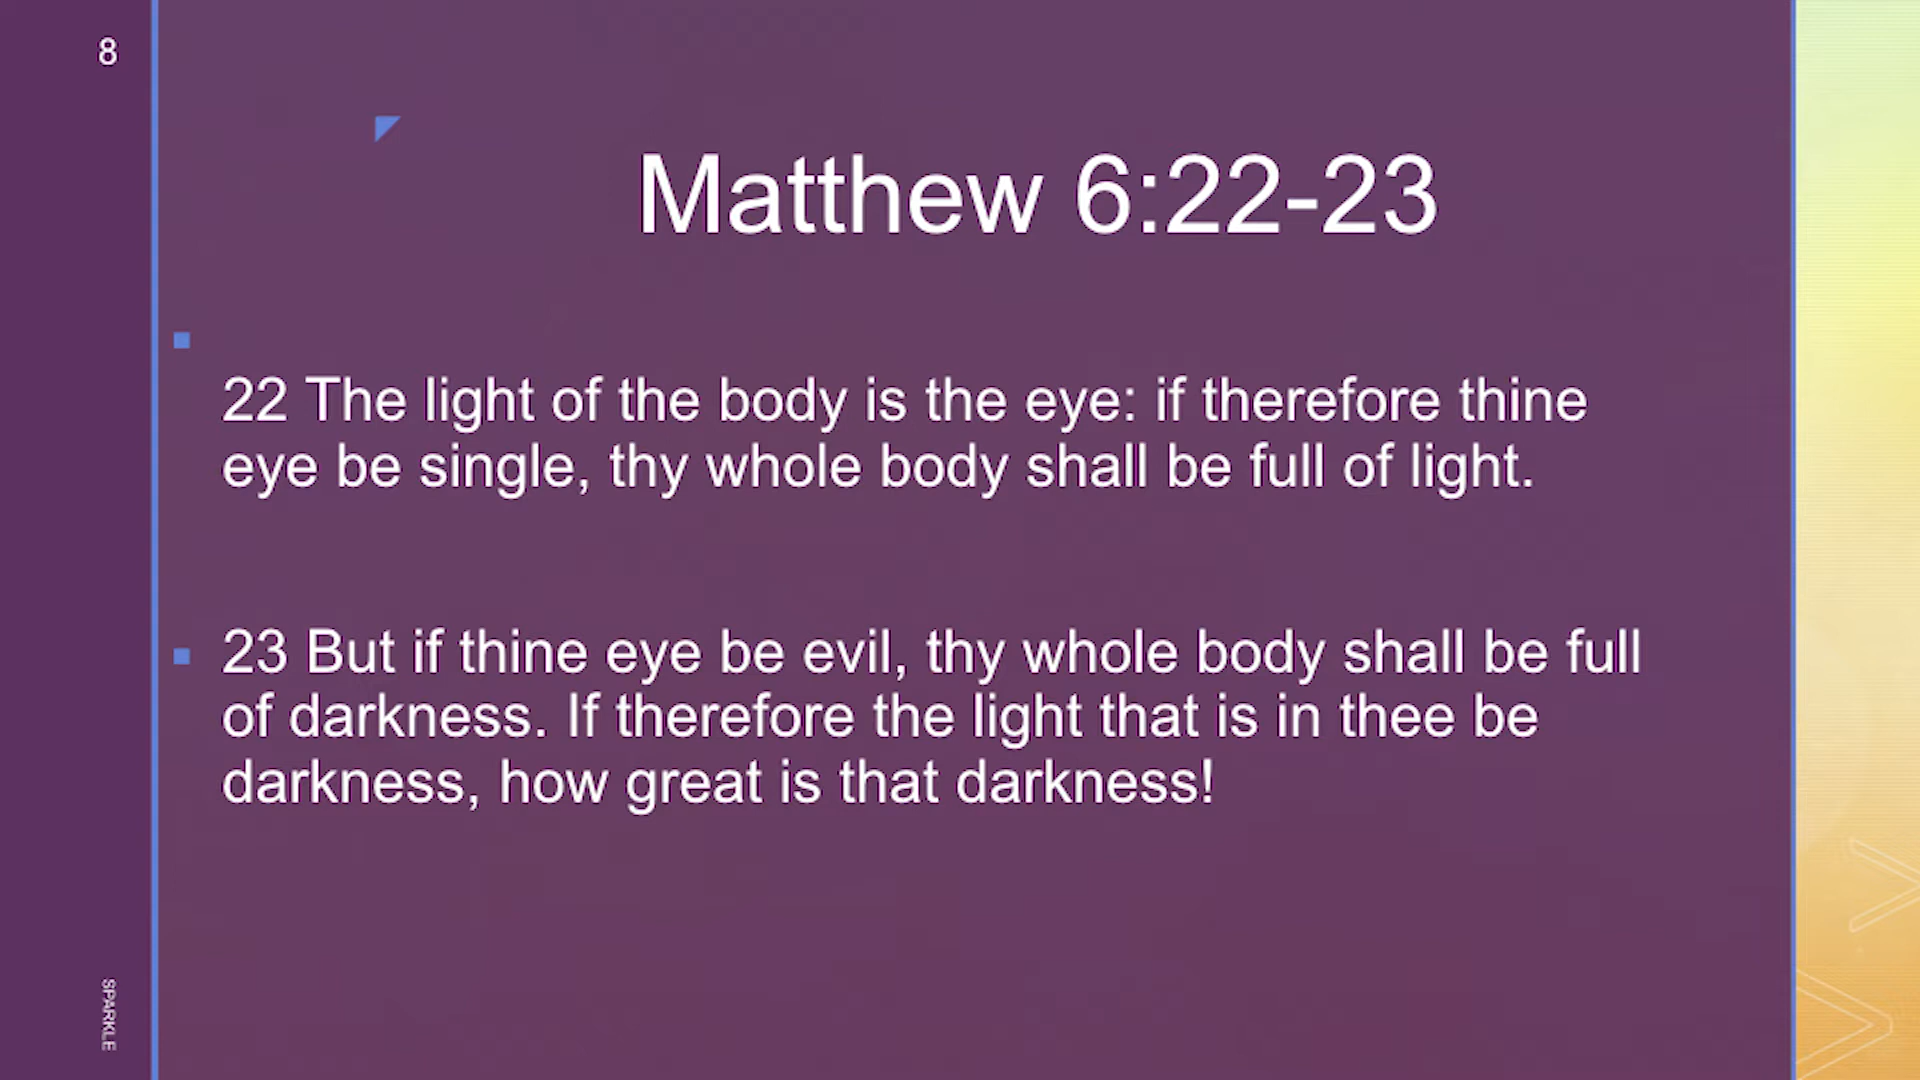 8
Matthew 6:22-23
22 The light of the body is the eye: if therefore thine
eye be single, thy whole body shall be full of light.
23 But if thine eye be evil, thy whole body shall be full
of darkness. If therefore the light that is in thee be
darkness, how great is that darkness!
SPARKLE